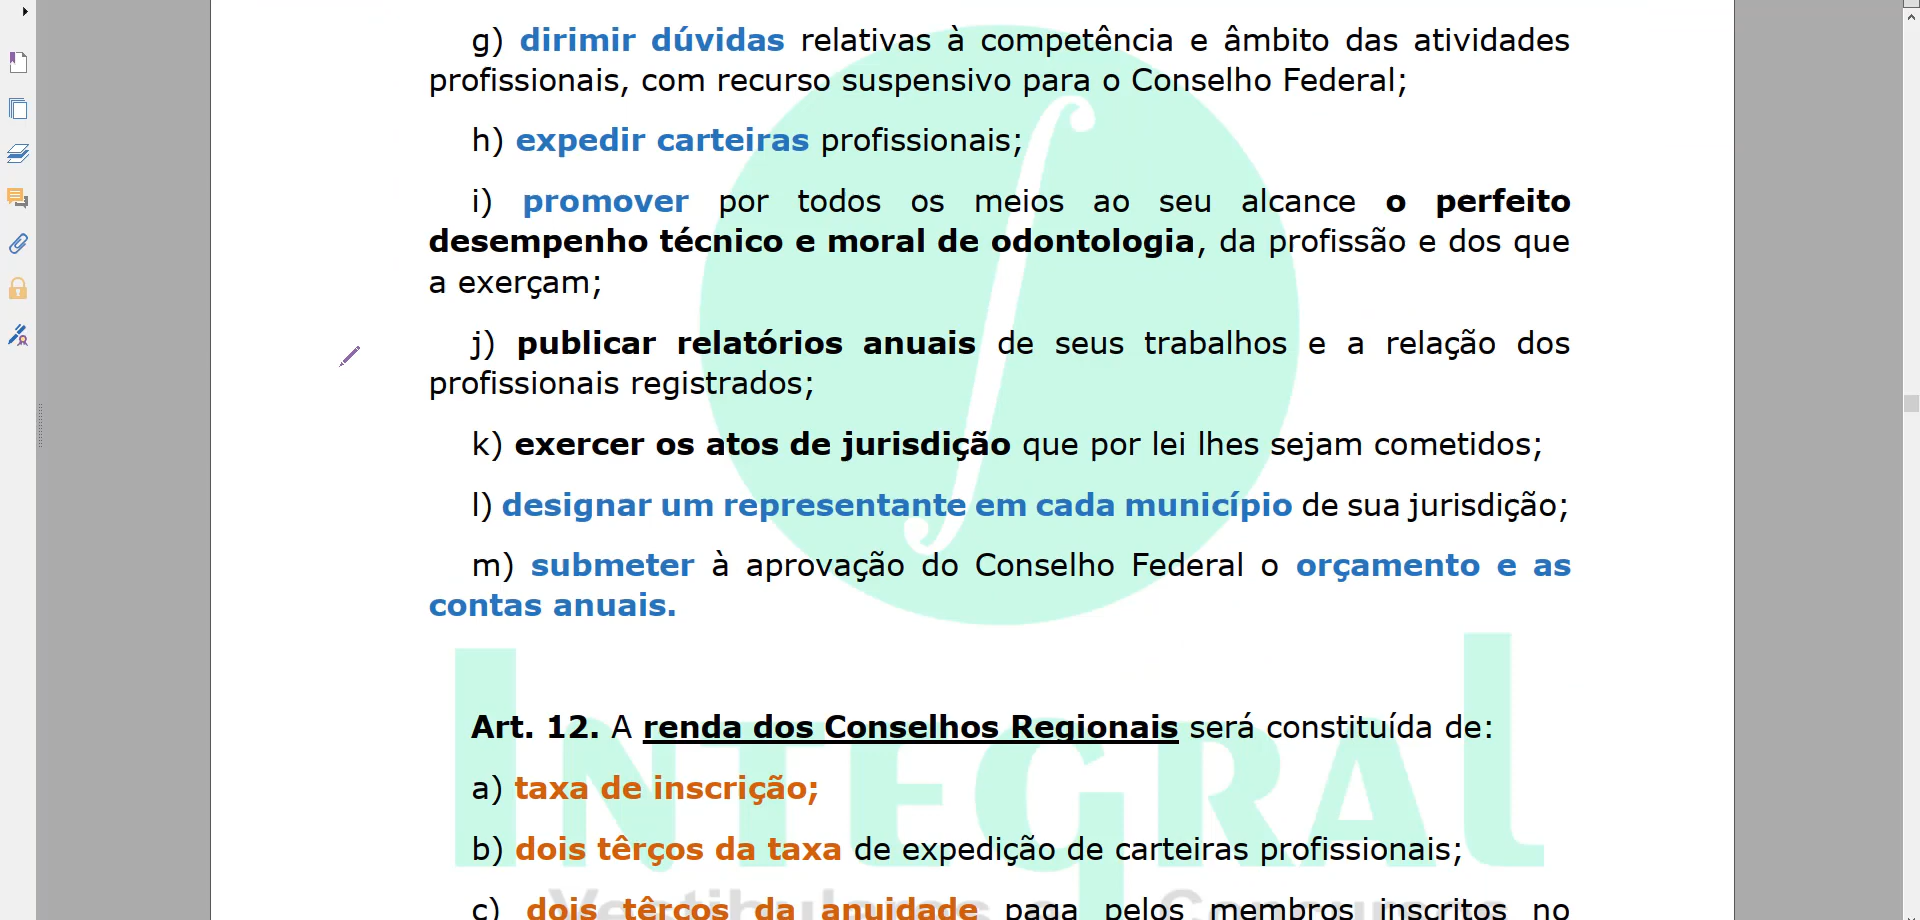 g) dirimir dúvidas relativas à competência e âmbito das atividades
profissionais, com recurso suspensivo para o Conselho Federal;
h) expedir carteiras profissionais;
i) promover por todos os meios ao seu alcance o perfeito
desempenho técnico e moral de odontologia, da profissão e dos que
a exerçam;
j) publicar relatórios anuais de seus trabalhos e a relação dos
profissionais registrados;
k) exercer os atos de jurisdição que por lei lhes sejam cometidos;
l) designar um representante em cada município de sua jurisdição;
m) submeter à aprovação do Conselho Federal o orçamento e as
contas anuais.
Art. 12. A renda dos Conselhos Regionais será constituída de:
INTEGRAL
a) taxa de inscrição;
b) dois têrços da taxa de expedição de carteiras profissionais;
c) dois têrços da anuidade paga pelos membros inscritos no